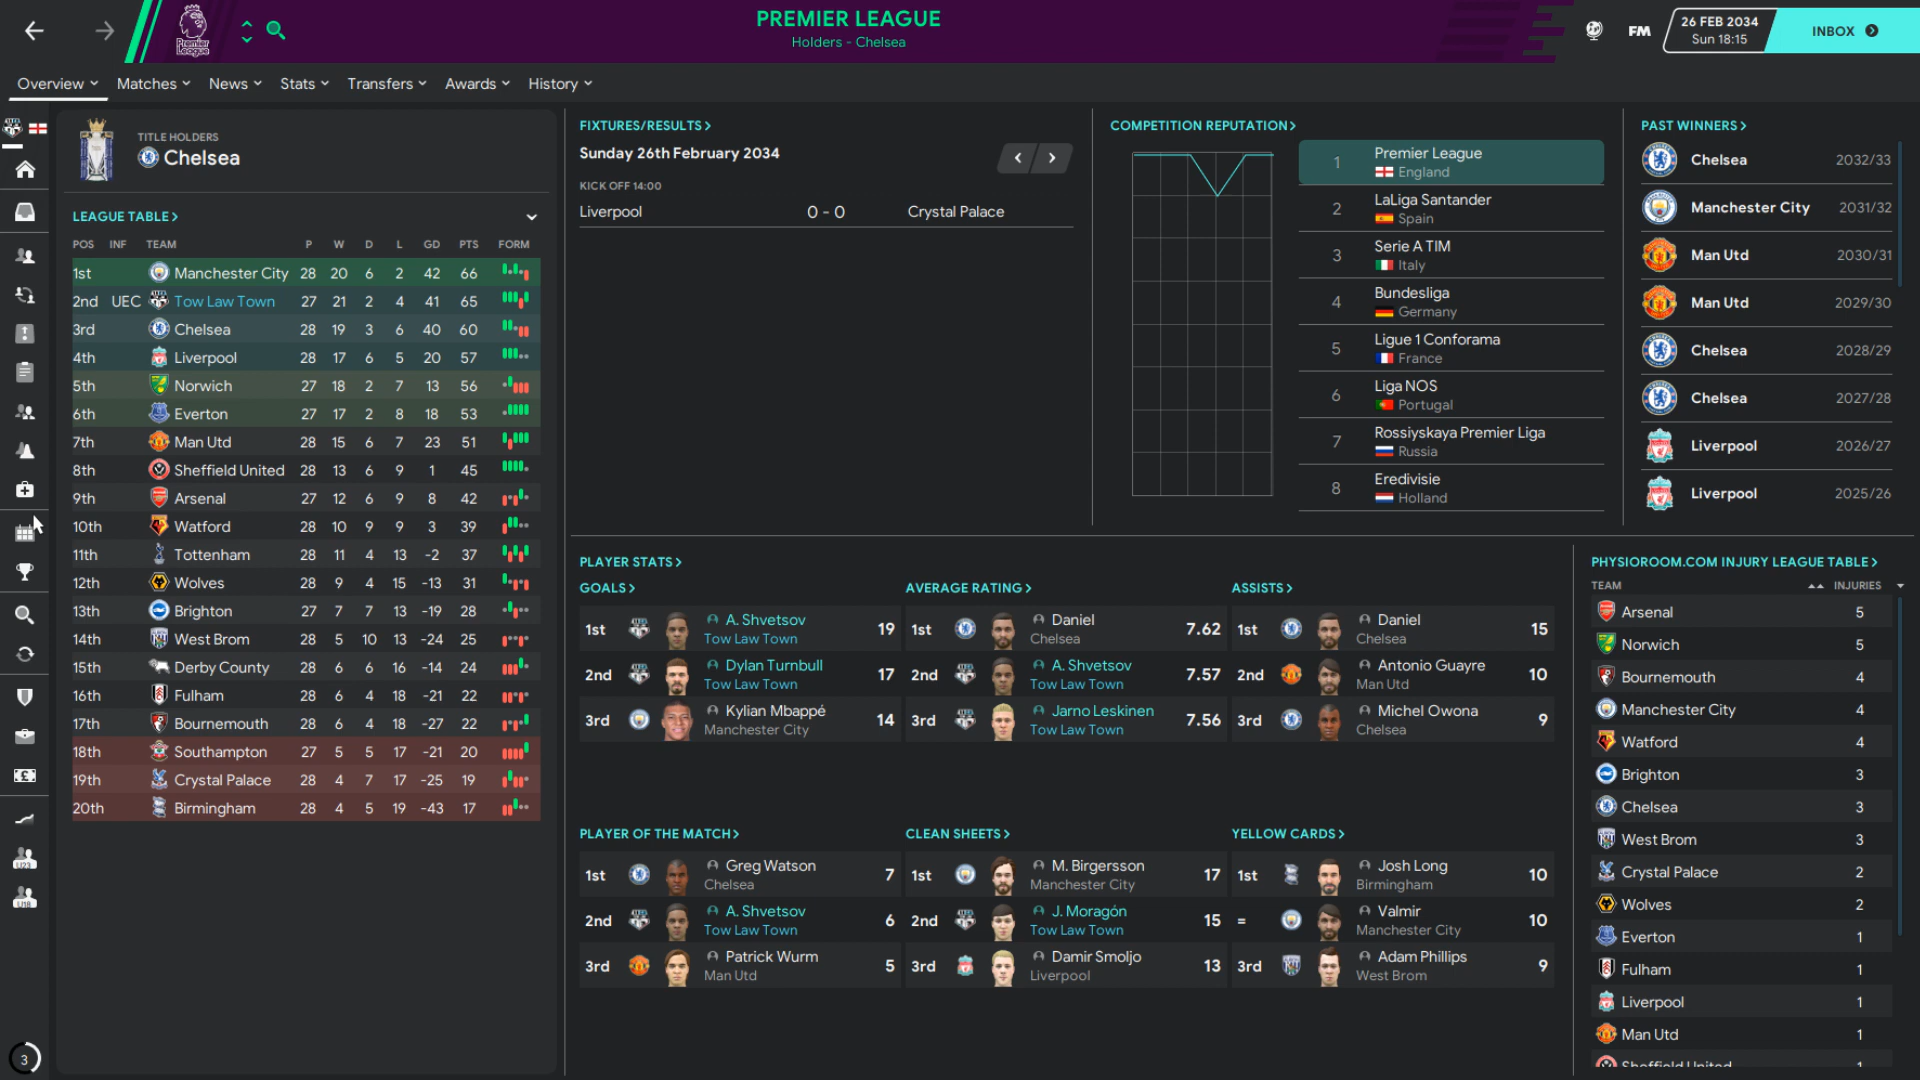 PREMIER LEAGUE
Holders - Chelsea
Premier League
FM
26 FEB 2034
Sun 18:15
INBOX
Overview
Matches
News
Stats
Transfers
Awards
History
TITLE HOLDERS
Chelsea
LEAGUE TABLE
POS INF TEAM P W D L GD PTS FORM
1st Manchester City 28 20 6 2 42 66
2nd UEC Tow Law Town 27 21 2 4 41 65
3rd Chelsea 28 19 3 6 40 60
4th Liverpool 28 17 6 5 20 57
5th Norwich 27 18 2 7 13 56
6th Everton 27 17 2 8 18 53
7th Man Utd 28 15 6 7 23 51
8th Sheffield United 28 13 6 9 1 45
9th Arsenal 27 12 6 9 8 42
10th Watford 28 10 9 9 3 39
11th Tottenham 28 11 4 13 -2 37
12th Wolves 28 9 4 15 -13 31
13th Brighton 27 7 7 13 -19 28
14th West Brom 28 5 10 13 -24 25
15th Derby County 28 6 6 16 -14 24
16th Fulham 28 6 4 18 -21 22
17th Bournemouth 28 6 4 18 -27 22
18th Southampton 27 5 5 17 -21 20
19th Crystal Palace 28 4 7 17 -25 19
20th Birmingham 28 4 5 19 -43 17
U23
U18
3
FIXTURES/RESULTS
Sunday 26th February 2034
KICK OFF 14:00
Liverpool 0 - 0 Crystal Palace
COMPETITION REPUTATION
1 Premier League
England
2 LaLiga Santander
Spain
3 Serie A TIM
Italy
4 Bundesliga
Germany
5 Ligue 1 Conforama
France
6 Liga NOS
Portugal
7 Rossiyskaya Premier Liga
Russia
8 Eredivisie
Holland
PAST WINNERS
Chelsea 2032/33
Manchester City 2031/32
Man Utd 2030/31
Man Utd 2029/30
Chelsea 2028/29
Chelsea 2027/28
Liverpool 2026/27
Liverpool 2025/26
PLAYER STATS
GOALS
1st A. Shvetsov 19
Tow Law Town
2nd Dylan Turnbull 17
Tow Law Town
3rd Kylian Mbappé 14
Manchester City
AVERAGE RATING
1st Daniel 7.62
Chelsea
2nd A. Shvetsov 7.57
Tow Law Town
3rd Jarno Leskinen 7.56
Tow Law Town
ASSISTS
1st Daniel 15
Chelsea
2nd Antonio Guayre 10
Man Utd
3rd Michel Owona 9
Chelsea
PLAYER OF THE MATCH
1st Greg Watson 7
Chelsea
2nd A. Shvetsov 6
Tow Law Town
3rd Patrick Wurm 5
Man Utd
CLEAN SHEETS
1st M. Birgersson 17
Manchester City
2nd J. Moragón 15
Tow Law Town
3rd Damir Smoljo 13
Liverpool
YELLOW CARDS
1st Josh Long 10
Birmingham
= Valmir 10
Manchester City
3rd Adam Phillips 9
West Brom
PHYSIOROOM.COM INJURY LEAGUE TABLE
TEAM INJURIES
Arsenal 5
Norwich 5
Bournemouth 4
Manchester City 4
Watford 4
Brighton 3
Chelsea 3
West Brom 3
Crystal Palace 2
Wolves 2
Everton 1
Fulham 1
Liverpool 1
Man Utd 1
Sheffield United 1